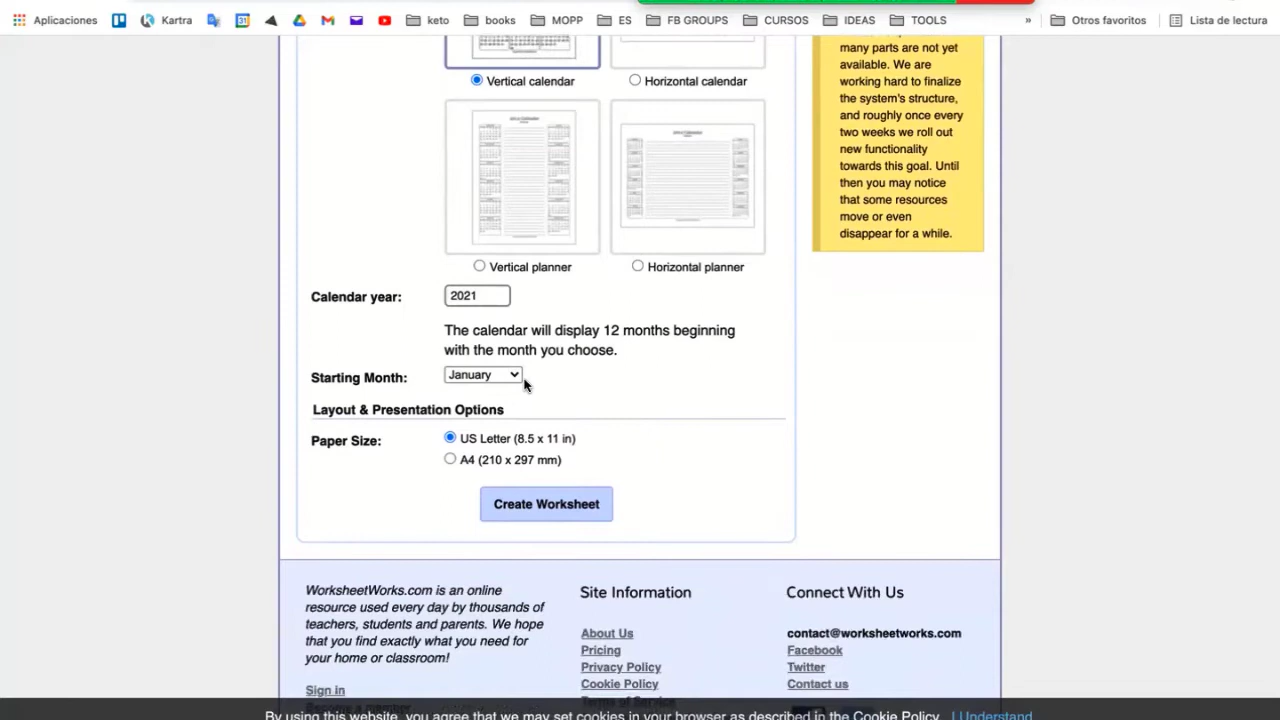 Aplicaciones Kartra keto books MOPP ES FB GROUPS CURSOS IDEAS TOOLS » Otros favoritos Lista de lectura
Vertical calendar Horizontal calendar
Vertical planner Horizontal planner
Calendar year: 2021
The calendar will display 12 months beginning
with the month you choose.
Starting Month: January
Layout & Presentation Options
Paper Size: US Letter (8.5 x 11 in)
A4 (210 x 297 mm)
Create Worksheet
many parts are not yet
available. We are
working hard to finalize
the system's structure,
and roughly once every
two weeks we roll out
new functionality
towards this goal. Until
then you may notice
that some resources
move or even
disappear for a while.
WorksheetWorks.com is an online
resource used every day by thousands of
teachers, students and parents. We hope
that you find exactly what you need for
your home or classroom!
Sign in
Site Information
About Us
Pricing
Privacy Policy
Cookie Policy
Terms of Service
Connect With Us
contact@worksheetworks.com
Facebook
Twitter
Contact us
By using this website, you agree that we may set cookies in your browser as described in the Cookie Policy. I Understand